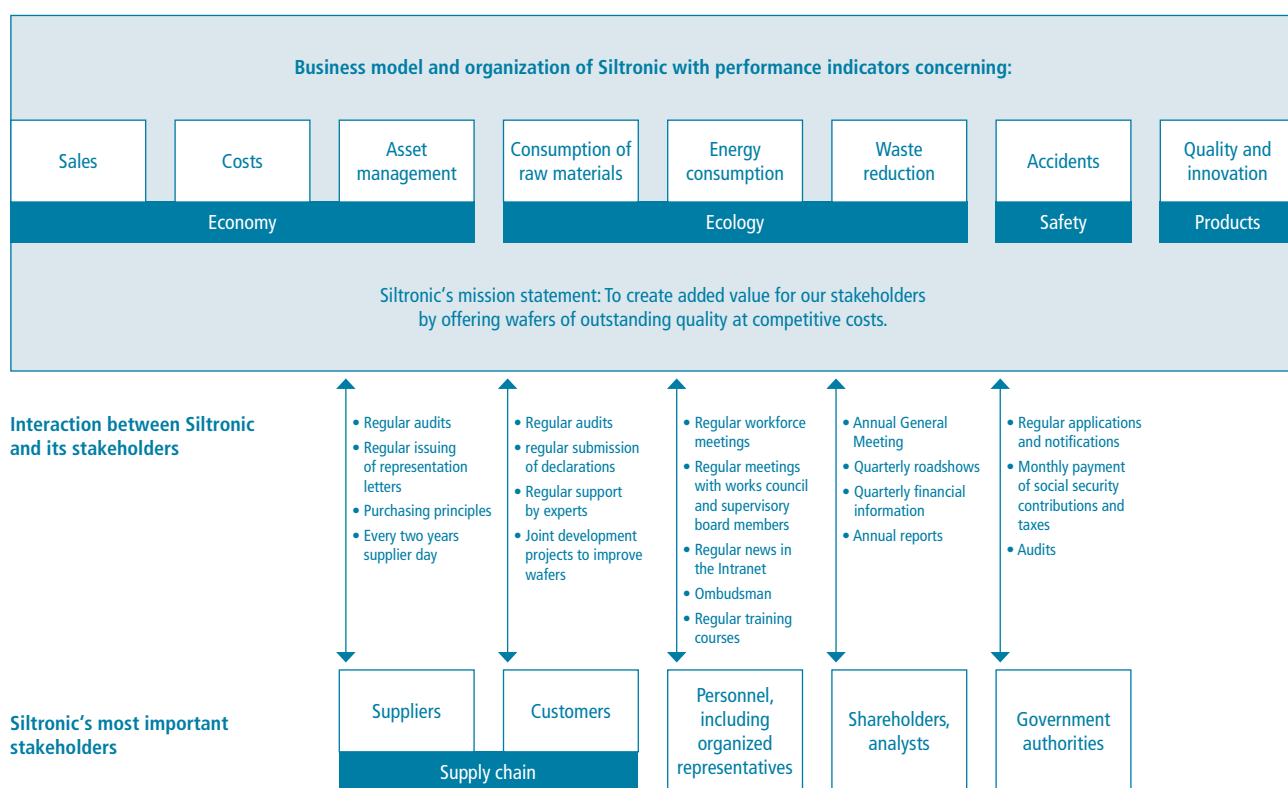 Business model and organization of Siltronic with performance indicators concerning:
Sales
Costs
Asset
management
Consumption of
raw materials
Energy
consumption
Waste
reduction
Accidents
Quality and
innovation
Economy
Ecology
Safety
Products
Siltronic's mission statement: To create added value for our stakeholders
by offering wafers of outstanding quality at competitive costs.
Interaction between Siltronic
and its stakeholders
• Regular audits
• Regular issuing
of representation
letters
• Purchasing principles
• Every two years
supplier day
• Regular audits
• regular submission
of declarations
• Regular support
by experts
• Joint development
projects to improve
wafers
• Regular workforce
meetings
• Regular meetings
with works council
and supervisory
board members
• Regular news in
the Intranet
• Ombudsman
• Regular training
courses
• Annual General
Meeting
• Quarterly roadshows
• Quarterly financial
information
• Annual reports
• Regular applications
and notifications
• Monthly payment
of social security
contributions and
taxes
• Audits
Siltronic's most important
stakeholders
Suppliers
Customers
Supply chain
Personnel,
including
organized
representatives
Shareholders,
analysts
Government
authorities